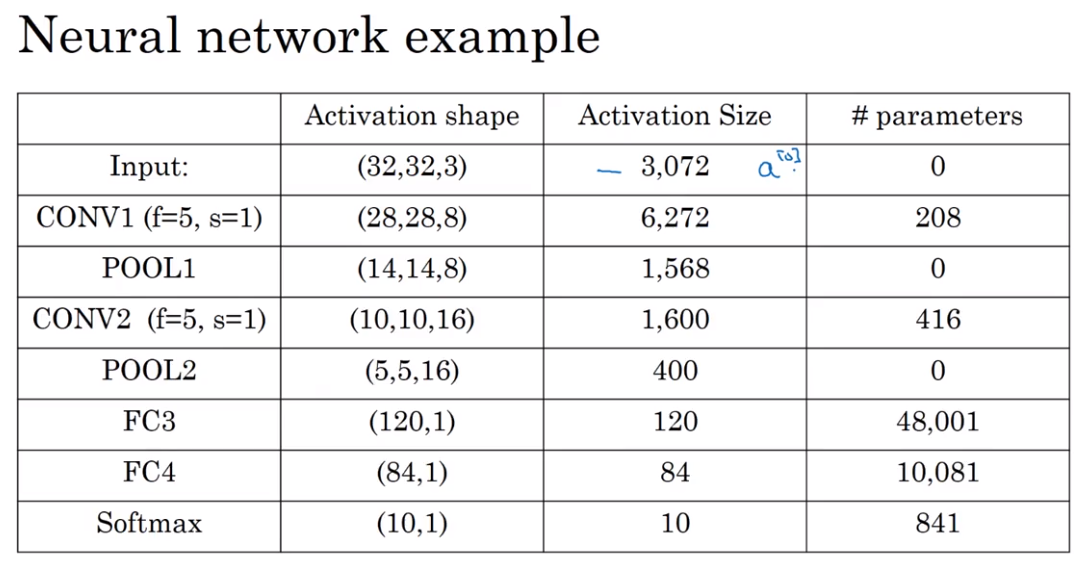 Neural network example
Activation shape Activation Size # parameters
Input: (32,32,3) – 3,072 a[0] 0
CONV1 (f=5, s=1) (28,28,8) 6,272 208
POOL1 (14,14,8) 1,568 0
CONV2 (f=5, s=1) (10,10,16) 1,600 416
POOL2 (5,5,16) 400 0
FC3 (120,1) 120 48,001
FC4 (84,1) 84 10,081
Softmax (10,1) 10 841